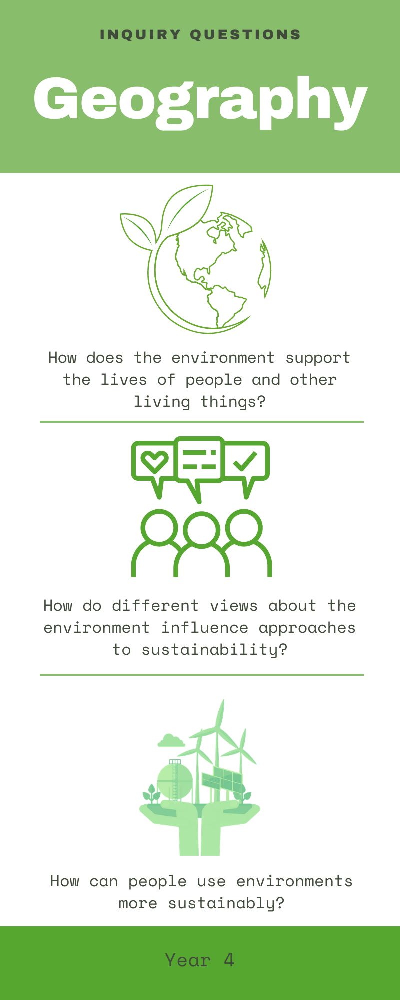 INQUIRY QUESTIONS
Geography
How does the environment support
the lives of people and other
living things?
How do different views about the
environment influence approaches
to sustainability?
How can people use environments
more sustainably?
Year 4